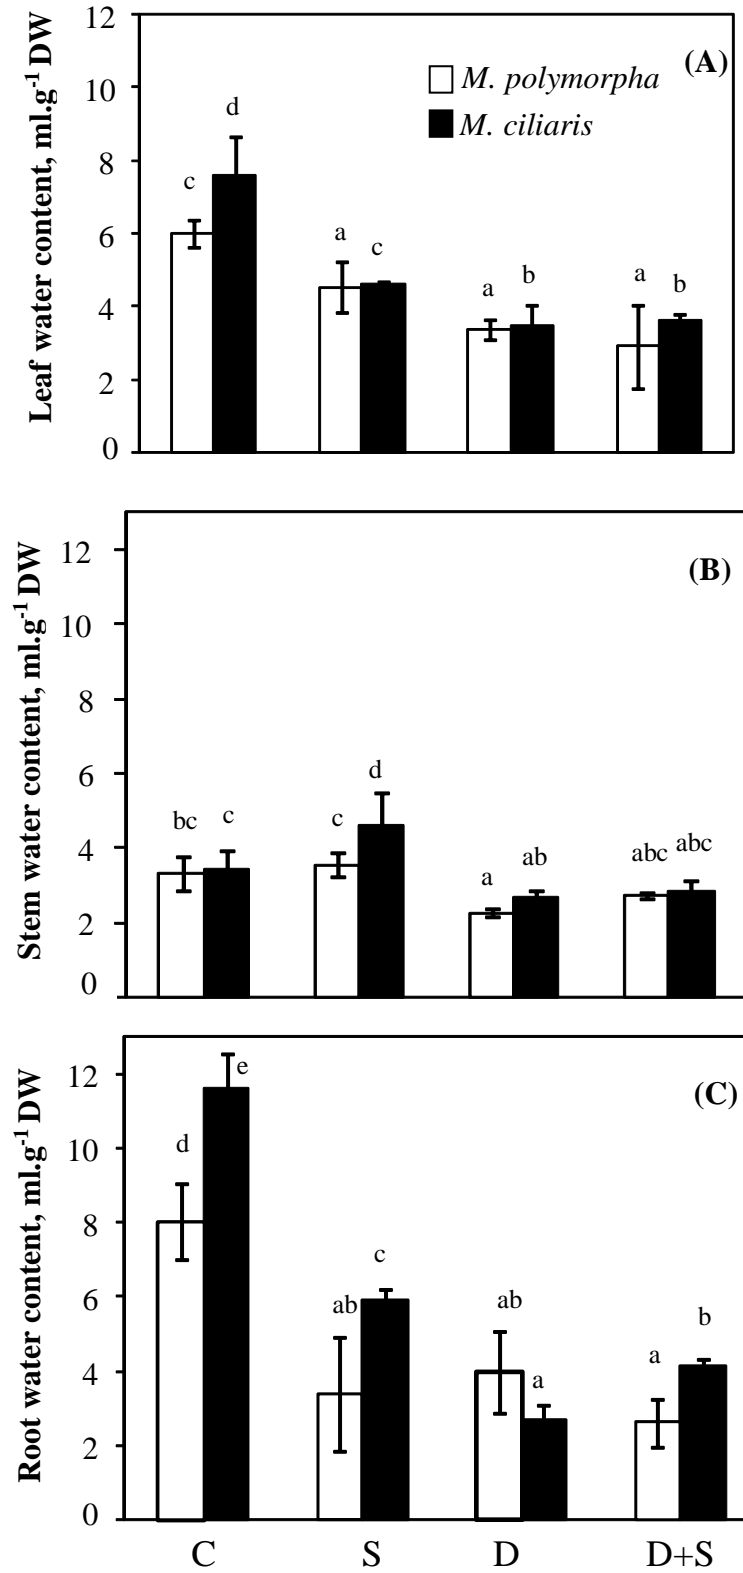 Leaf water content, ml.g-1 DW
12
10
8
6
4
2
0
(A)
M. polymorpha
M. ciliaris
c
d
a
c
a
b
a
b
Stem water content, ml.g-1 DW
12
10
8
6
4
2
0
(B)
bc
c
c
d
a
ab
abc
abc
Root water content, ml.g-1 DW
12
10
8
6
4
2
0
(C)
d
e
ab
c
ab
a
a
b
C S D D+S